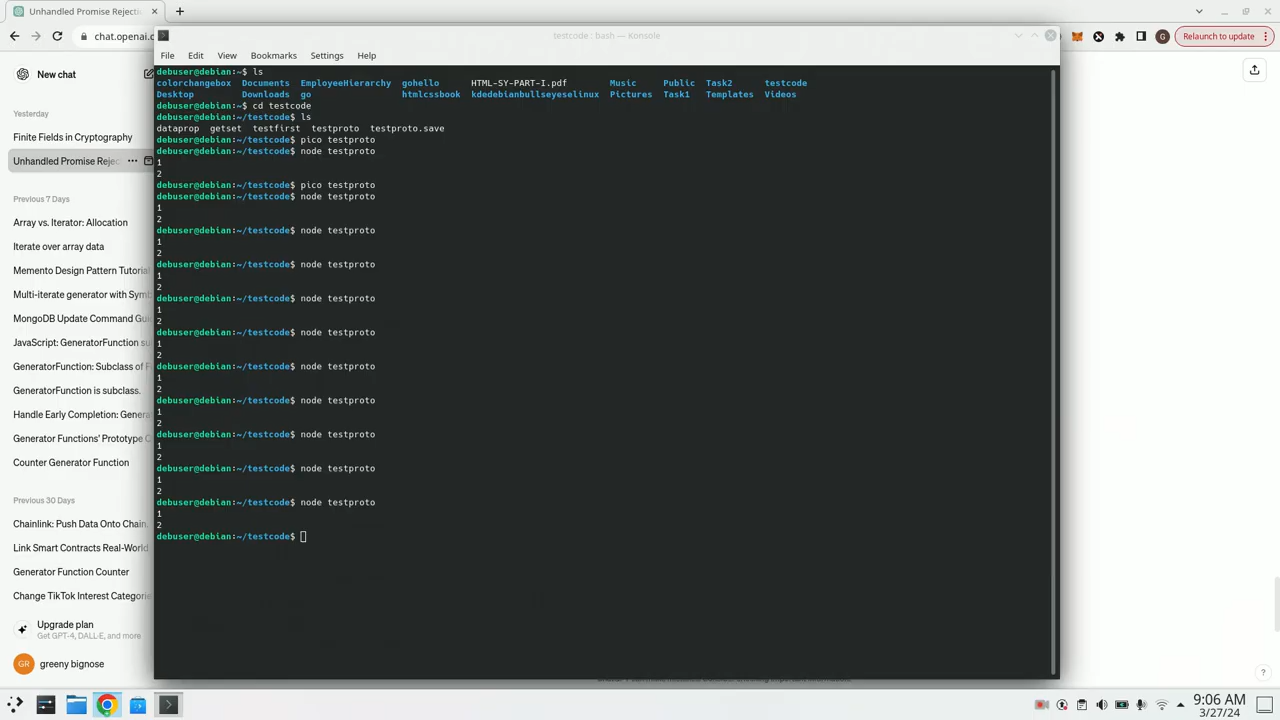 Unhandled Promise Rejecti
chat.openai.c
Relaunch to update
G
New chat
Yesterday
Finite Fields in Cryptography
Unhandled Promise Reje
Previous 7 Days
Array vs. Iterator: Allocation
Iterate over array data
Memento Design Pattern Tutorial
Multi-iterate generator with Symb
MongoDB Update Command Gu
JavaScript: GeneratorFunction su
GeneratorFunction: Subclass of F
GeneratorFunction is subclass.
Handle Early Completion: Genera
Generator Functions' Prototype C
Counter Generator Function
Previous 30 Days
Chainlink: Push Data Onto Chain.
Link Smart Contracts Real-World
Generator Function Counter
Change TikTok Interest Categorie
Upgrade plan
Get GPT-4, DALL·E, and more
GR greeny bignose
testcode : bash — Konsole
File Edit View Bookmarks Settings Help
debuser@debian:~$ ls
colorchangebox Documents EmployeeHierarchy gohello HTML-SY-PART-I.pdf Music Public Task2 testcode
Desktop Downloads go htmlcssbook kdedebianbullseyeselinux Pictures Task1 Templates Videos
debuser@debian:~$ cd testcode
debuser@debian:~/testcode$ ls
dataprop getset testfirst testproto testproto.save
debuser@debian:~/testcode$ pico testproto
debuser@debian:~/testcode$ node testproto
1
2
debuser@debian:~/testcode$ pico testproto
debuser@debian:~/testcode$ node testproto
1
2
debuser@debian:~/testcode$ node testproto
1
2
debuser@debian:~/testcode$ node testproto
1
2
debuser@debian:~/testcode$ node testproto
1
2
debuser@debian:~/testcode$ node testproto
1
2
debuser@debian:~/testcode$ node testproto
1
2
debuser@debian:~/testcode$ node testproto
1
2
debuser@debian:~/testcode$ node testproto
1
2
debuser@debian:~/testcode$ node testproto
1
2
debuser@debian:~/testcode$ node testproto
1
2
debuser@debian:~/testcode$
?
9:06 AM
3/27/24